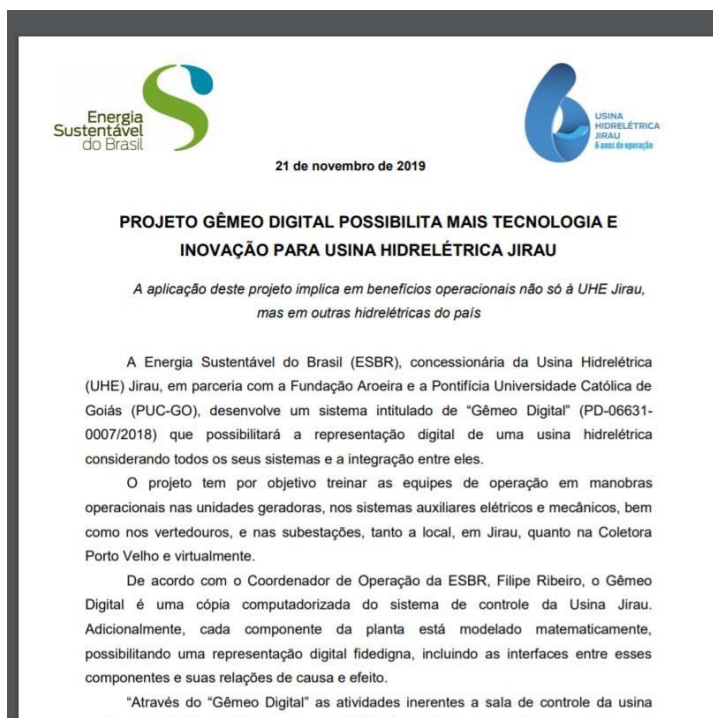 Energia
Sustentável
do Brasil
USINA
HIDRELÉTRICA
JIRAU
6 anos de operação
21 de novembro de 2019
PROJETO GÊMEO DIGITAL POSSIBILITA MAIS TECNOLOGIA E
INOVAÇÃO PARA USINA HIDRELÉTRICA JIRAU
A aplicação deste projeto implica em benefícios operacionais não só à UHE Jirau,
mas em outras hidrelétricas do país
A Energia Sustentável do Brasil (ESBR), concessionária da Usina Hidrelétrica
(UHE) Jirau, em parceria com a Fundação Aroeira e a Pontifícia Universidade Católica de
Goiás (PUC-GO), desenvolve um sistema intitulado de “Gêmeo Digital” (PD-06631-
0007/2018) que possibilitará a representação digital de uma usina hidrelétrica
considerando todos os seus sistemas e a integração entre eles.
O projeto tem por objetivo treinar as equipes de operação em manobras
operacionais nas unidades geradoras, nos sistemas auxiliares elétricos e mecânicos, bem
como nos vertedouros, e nas subestações, tanto a local, em Jirau, quanto na Coletora
Porto Velho e virtualmente.
De acordo com o Coordenador de Operação da ESBR, Filipe Ribeiro, o Gêmeo
Digital é uma cópia computadorizada do sistema de controle da Usina Jirau.
Adicionalmente, cada componente da planta está modelado matematicamente,
possibilitando uma representação digital fidedigna, incluindo as interfaces entre esses
componentes e suas relações de causa e efeito.
“Através do “Gêmeo Digital” as atividades inerentes a sala de controle da usina